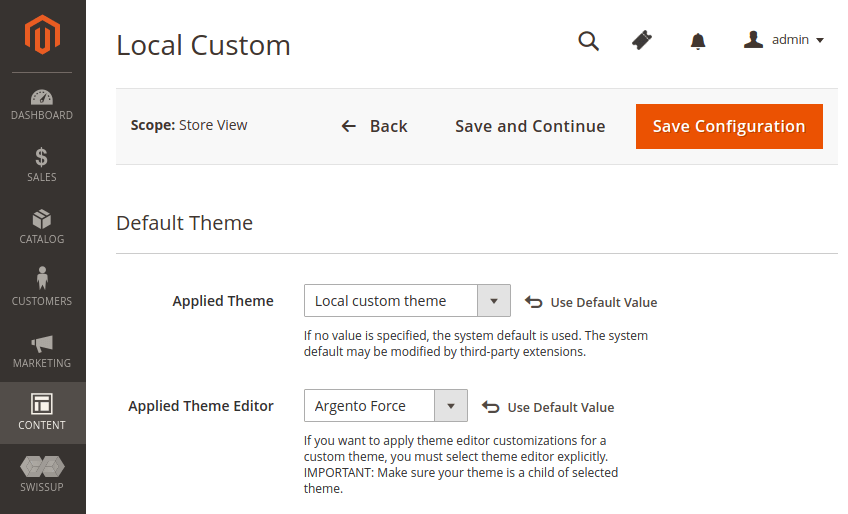 Local Custom
admin
DASHBOARD
SALES
CATALOG
CUSTOMERS
MARKETING
CONTENT
SWISSUP
Scope: Store View
Back
Save and Continue
Save Configuration
Default Theme
Applied Theme
Local custom theme
Use Default Value
If no value is specified, the system default is used. The system
default may be modified by third-party extensions.
Applied Theme Editor
Argento Force
Use Default Value
If you want to apply theme editor customizations for a
custom theme, you must select theme editor explicitly.
IMPORTANT: Make sure your theme is a child of selected
theme.